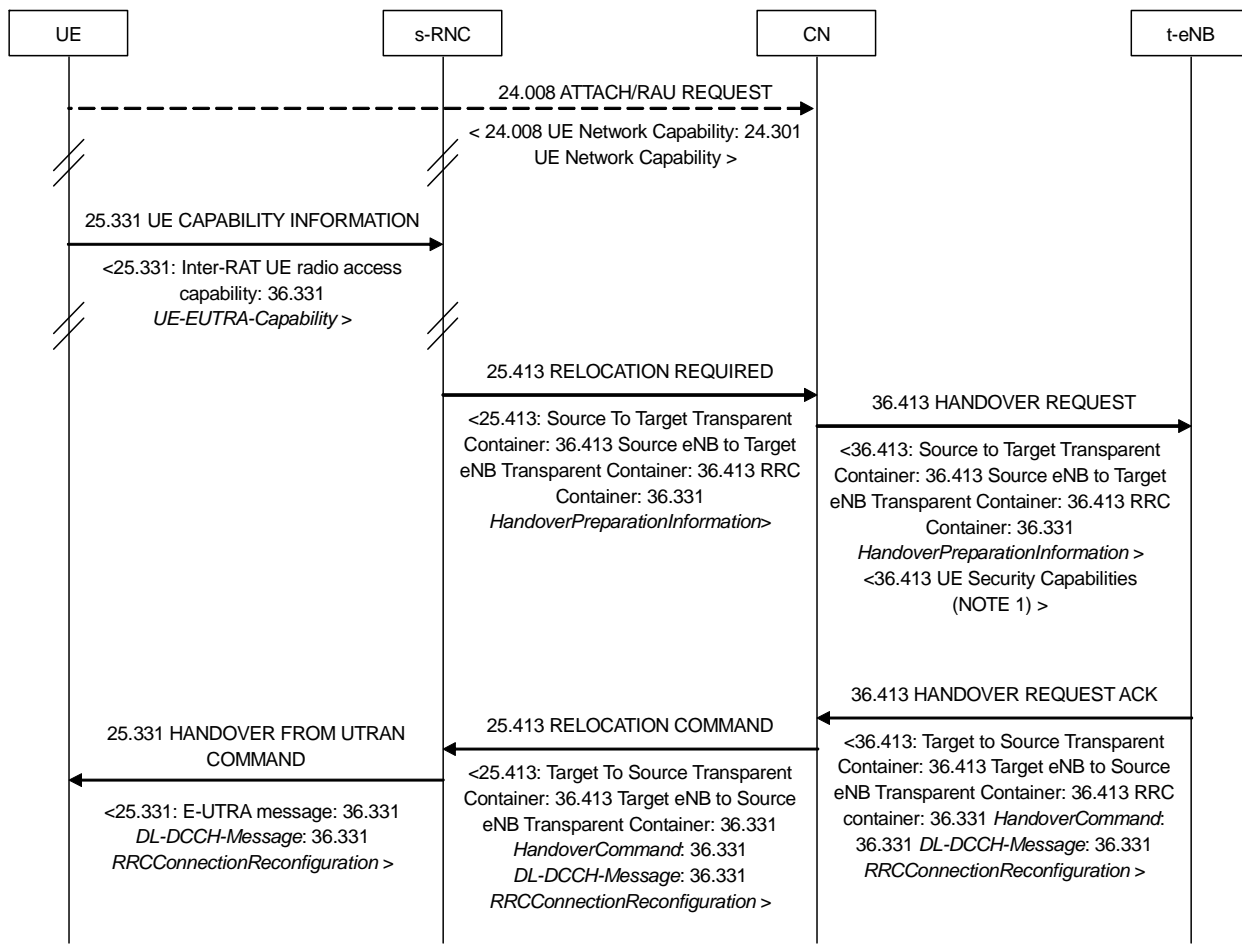 UE
s-RNC
CN
t-eNB
24.008 ATTACH/RAU REQUEST
< 24.008 UE Network Capability: 24.301
UE Network Capability >
25.331 UE CAPABILITY INFORMATION
<25.331: Inter-RAT UE radio access
capability: 36.331
UE-EUTRA-Capability >
25.413 RELOCATION REQUIRED
<25.413: Source To Target Transparent
Container: 36.413 Source eNB to Target
eNB Transparent Container: 36.413 RRC
Container: 36.331
HandoverPreparationInformation>
36.413 HANDOVER REQUEST
<36.413: Source to Target Transparent
Container: 36.413 Source eNB to Target
eNB Transparent Container: 36.413 RRC
Container: 36.331
HandoverPreparationInformation >
<36.413 UE Security Capabilities
(NOTE 1) >
36.413 HANDOVER REQUEST ACK
<36.413: Target to Source Transparent
Container: 36.413 Target eNB to Source
eNB Transparent Container: 36.413 RRC
container: 36.331 HandoverCommand:
36.331 DL-DCCH-Message: 36.331
RRCConnectionReconfiguration >
25.413 RELOCATION COMMAND
<25.413: Target To Source Transparent
Container: 36.413 Target eNB to Source
eNB Transparent Container: 36.331
HandoverCommand: 36.331
DL-DCCH-Message: 36.331
RRCConnectionReconfiguration >
25.331 HANDOVER FROM UTRAN
COMMAND
<25.331: E-UTRA message: 36.331
DL-DCCH-Message: 36.331
RRCConnectionReconfiguration >